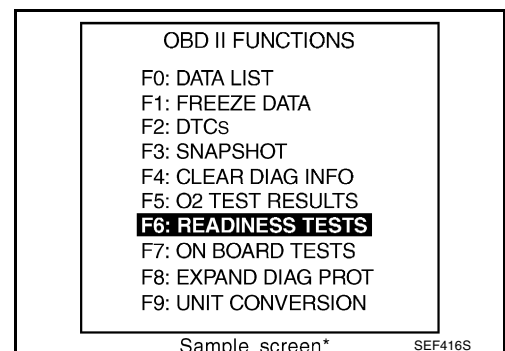 OBD II FUNCTIONS
F0: DATA LIST
F1: FREEZE DATA
F2: DTCs
F3: SNAPSHOT
F4: CLEAR DIAG INFO
F5: O2 TEST RESULTS
F6: READINESS TESTS
F7: ON BOARD TESTS
F8: EXPAND DIAG PROT
F9: UNIT CONVERSION
Sample screen*
SEF416S